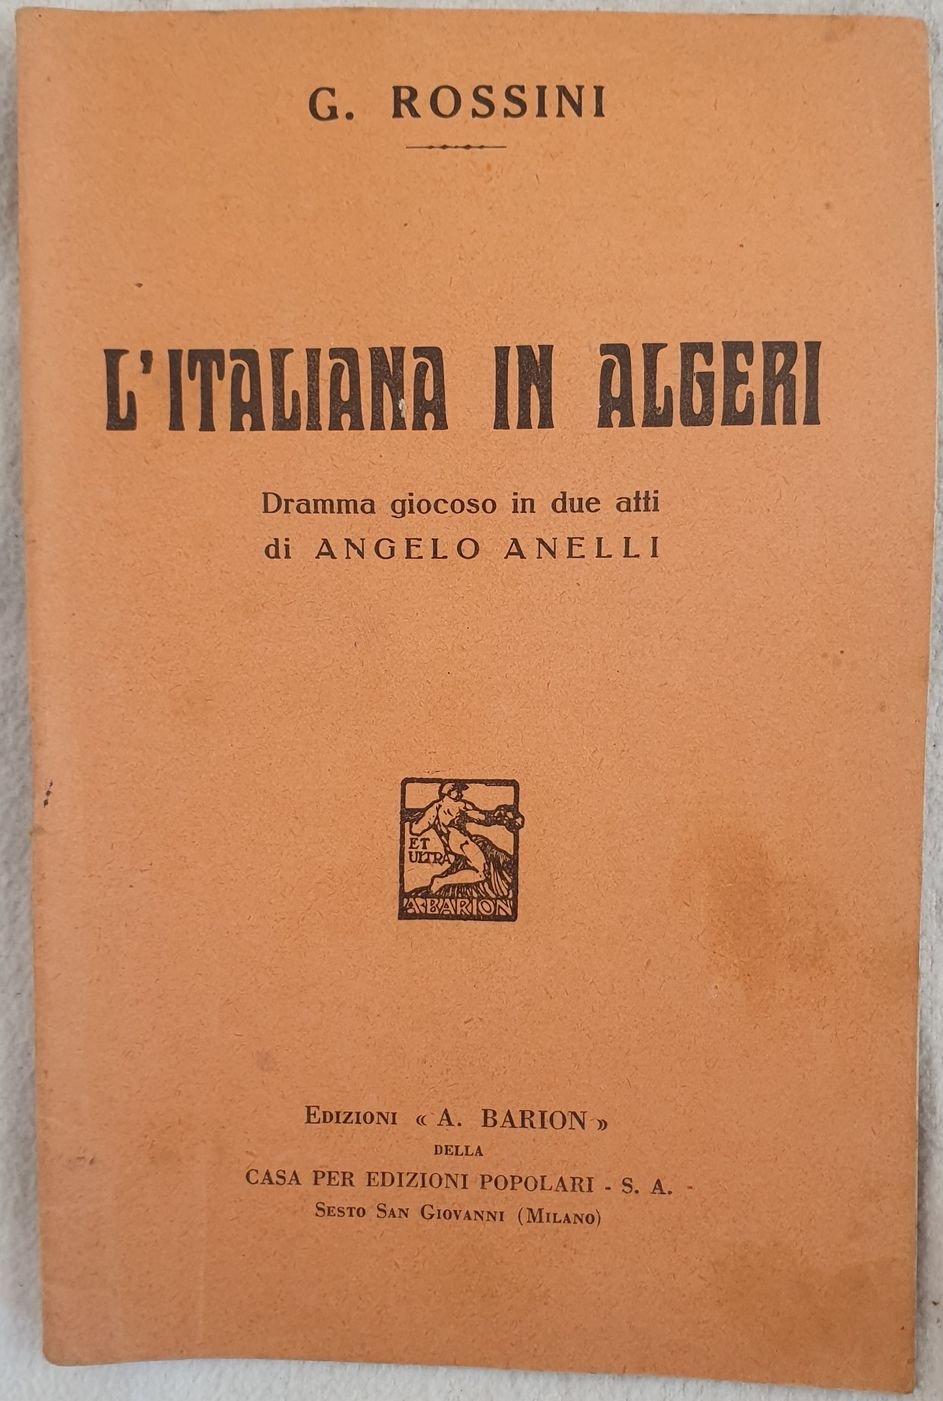 G. ROSSINI
L'ITALIANA IN ALGERI
Dramma giocoso in due atti
di ANGELO ANELLI
ET
ULTRA
A·BARION
EDIZIONI « A. BARION »
DELLA
CASA PER EDIZIONI POPOLARI - S. A. -
SESTO SAN GIOVANNI (MILANO)